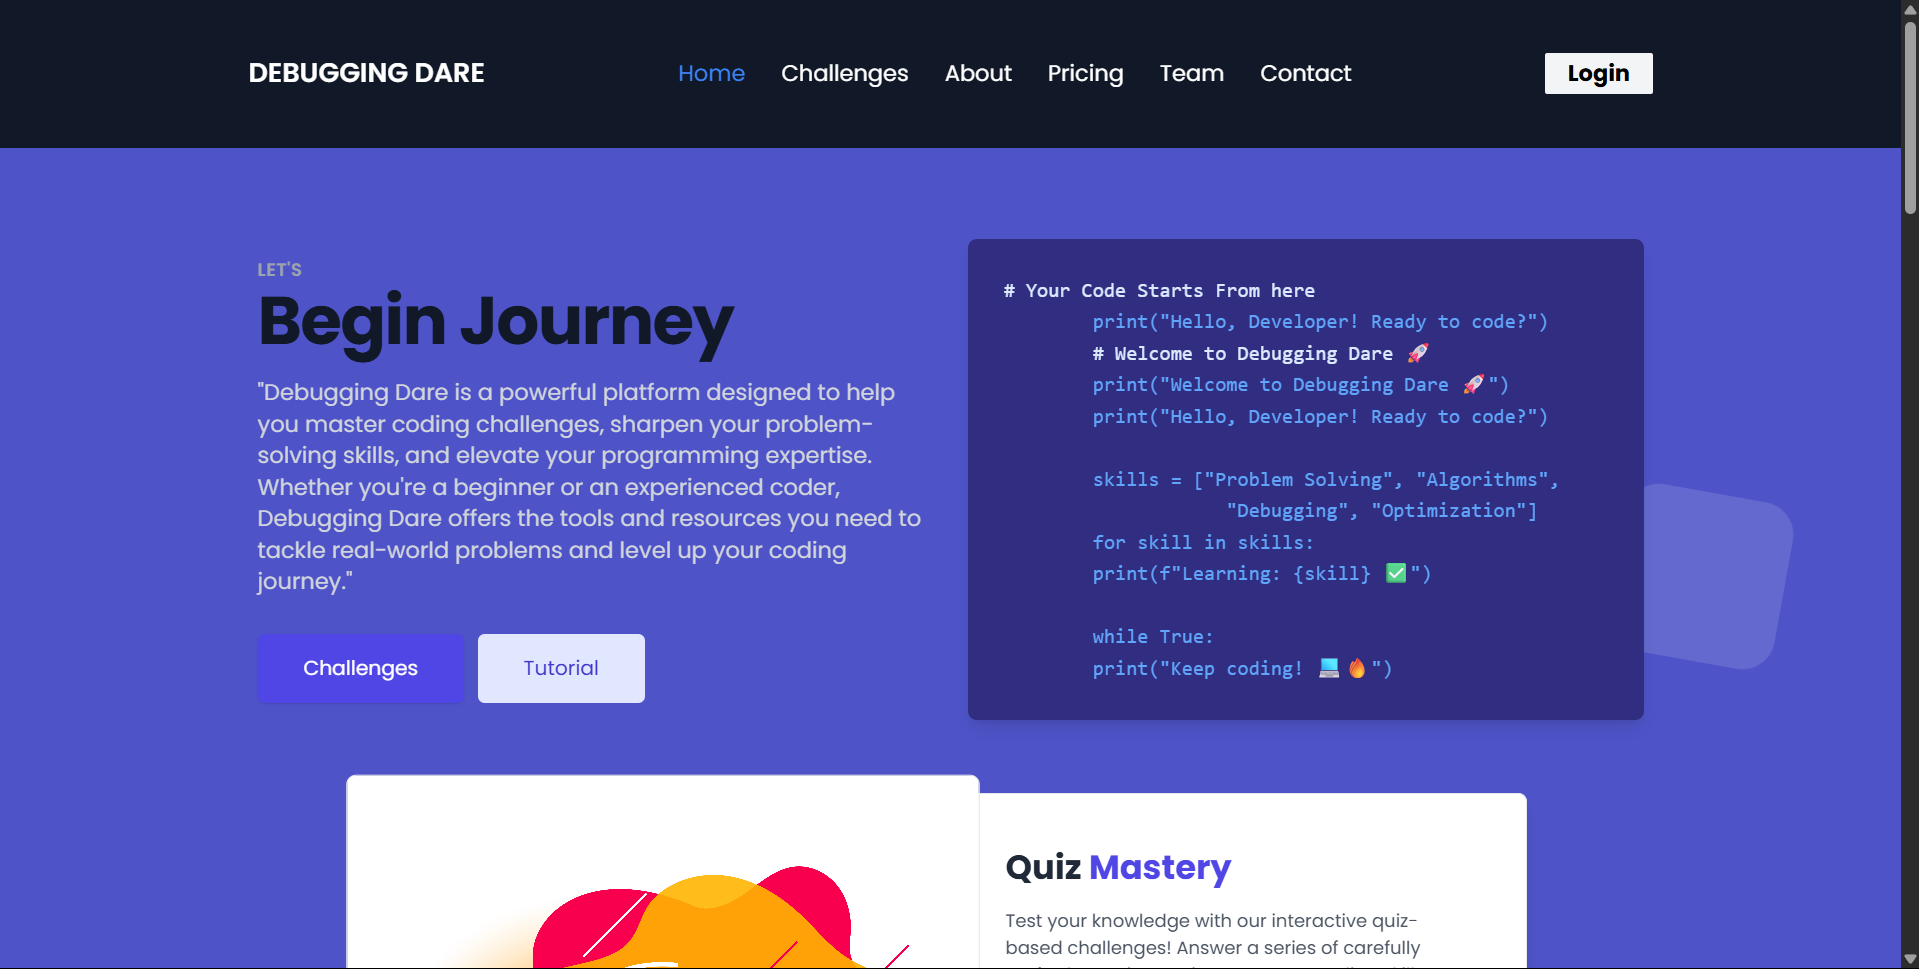 DEBUGGING DARE
Home Challenges About Pricing Team Contact
Login
LET'S
Begin Journey
"Debugging Dare is a powerful platform designed to help
you master coding challenges, sharpen your problem-
solving skills, and elevate your programming expertise.
Whether you're a beginner or an experienced coder,
Debugging Dare offers the tools and resources you need to
tackle real-world problems and level up your coding
journey."
Challenges
Tutorial
# Your Code Starts From here
print("Hello, Developer! Ready to code?")
# Welcome to Debugging Dare 🚀
print("Welcome to Debugging Dare 🚀")
print("Hello, Developer! Ready to code?")
skills = ["Problem Solving", "Algorithms",
"Debugging", "Optimization"]
for skill in skills:
print(f"Learning: {skill} ✅")
while True:
print("Keep coding! 💻🔥")
Quiz Mastery
Test your knowledge with our interactive quiz-
based challenges! Answer a series of carefully